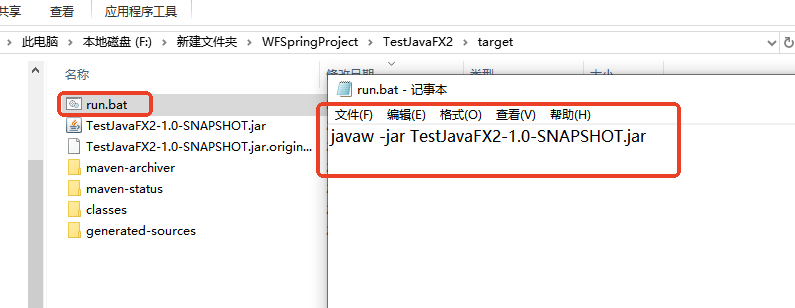 共享 查看 应用程序工具
此电脑 > 本地磁盘 (F:) > 新建文件夹 > WFSpringProject > TestJavaFX2 > target
名称
run.bat
TestJavaFX2-1.0-SNAPSHOT.jar
TestJavaFX2-1.0-SNAPSHOT.jar.origin...
maven-archiver
maven-status
classes
generated-sources
run.bat - 记事本
文件(F) 编辑(E) 格式(O) 查看(V) 帮助(H)
javaw -jar TestJavaFX2-1.0-SNAPSHOT.jar